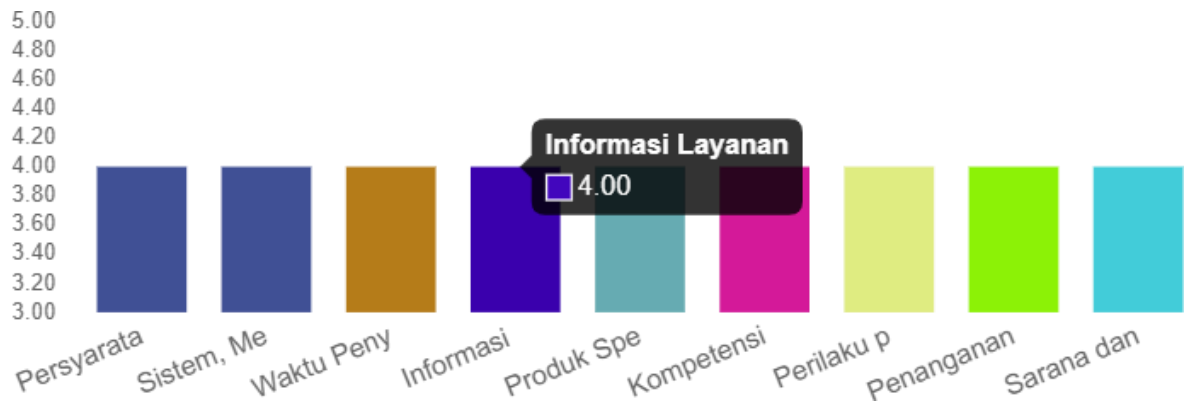 5.00
4.80
4.60
4.40
4.20
4.00
3.80
3.60
3.40
3.20
3.00
Informasi Layanan
4.00
Persyarata
Sistem, Me
Waktu Peny
Informasi
Produk Spe
Kompetensi
Perilaku p
Penanganan
Sarana dan